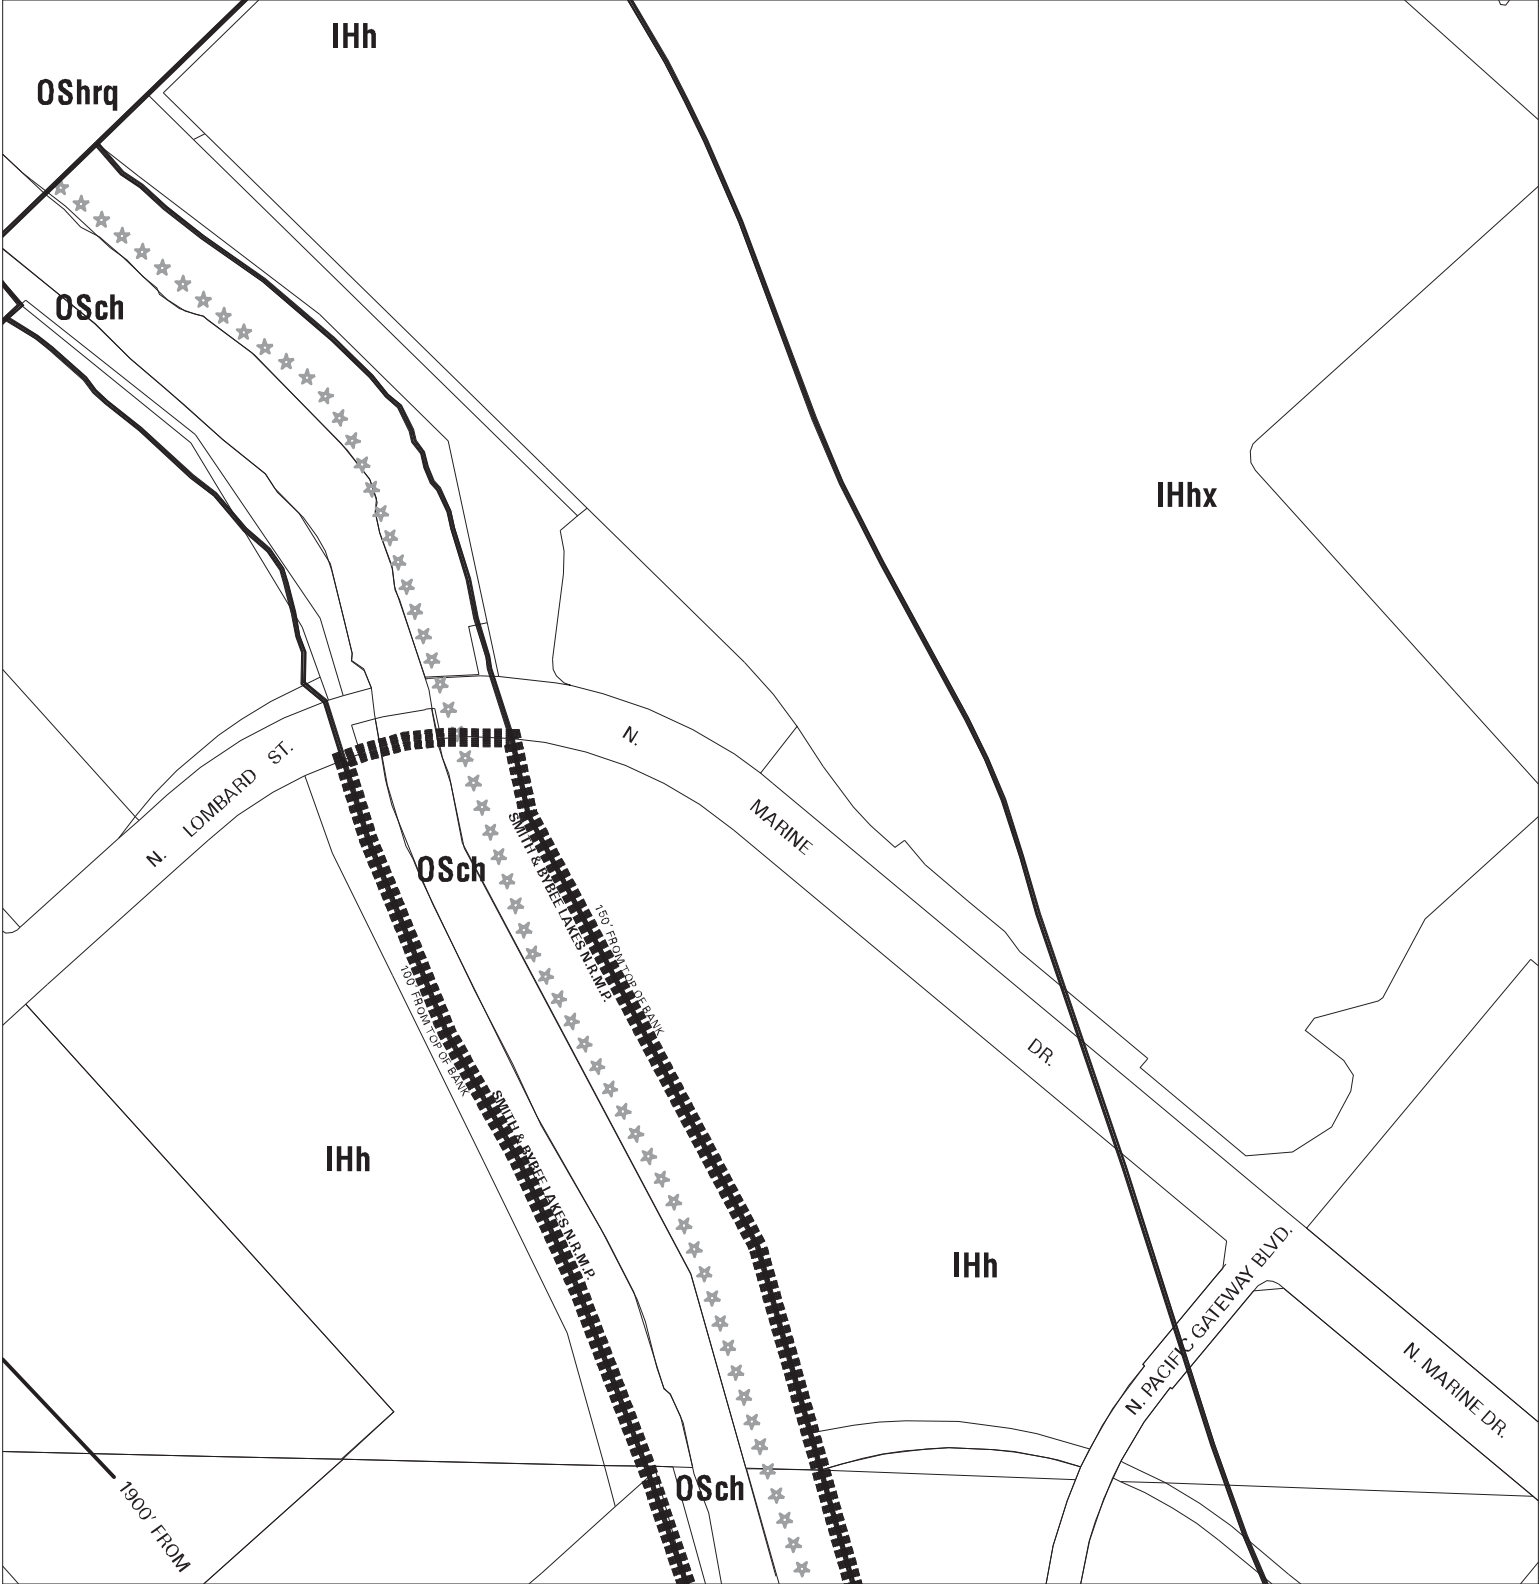 IHh
OShrq
OSch
IHhx
N. LOMBARD ST.
N. MARINE DR.
OSch
SMITH & BYBEE LAKES N.R.M.P.
150' FROM TOP OF BANK
100' FROM TOP OF BANK
SMITH & BYBEE LAKES N.R.M.P.
IHh
IHh
N. PACIFIC GATEWAY BLVD.
N. MARINE DR.
OSch
1900' FROM